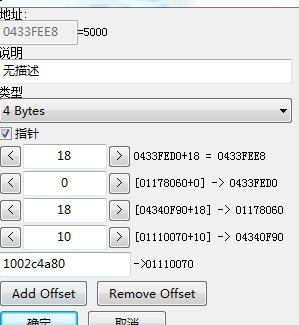 地址:
0433FEE8 =5000
说明
无描述
类型
4 Bytes
指针
< 18 > 0433FED0+18 = 0433FEE8
< 0 > [01178060+0] -> 0433FED0
< 18 > [04340F90+18] -> 01178060
< 10 > [01110070+10] -> 04340F90
1002c4a80 ->01110070
Add Offset Remove Offset
确定 取消